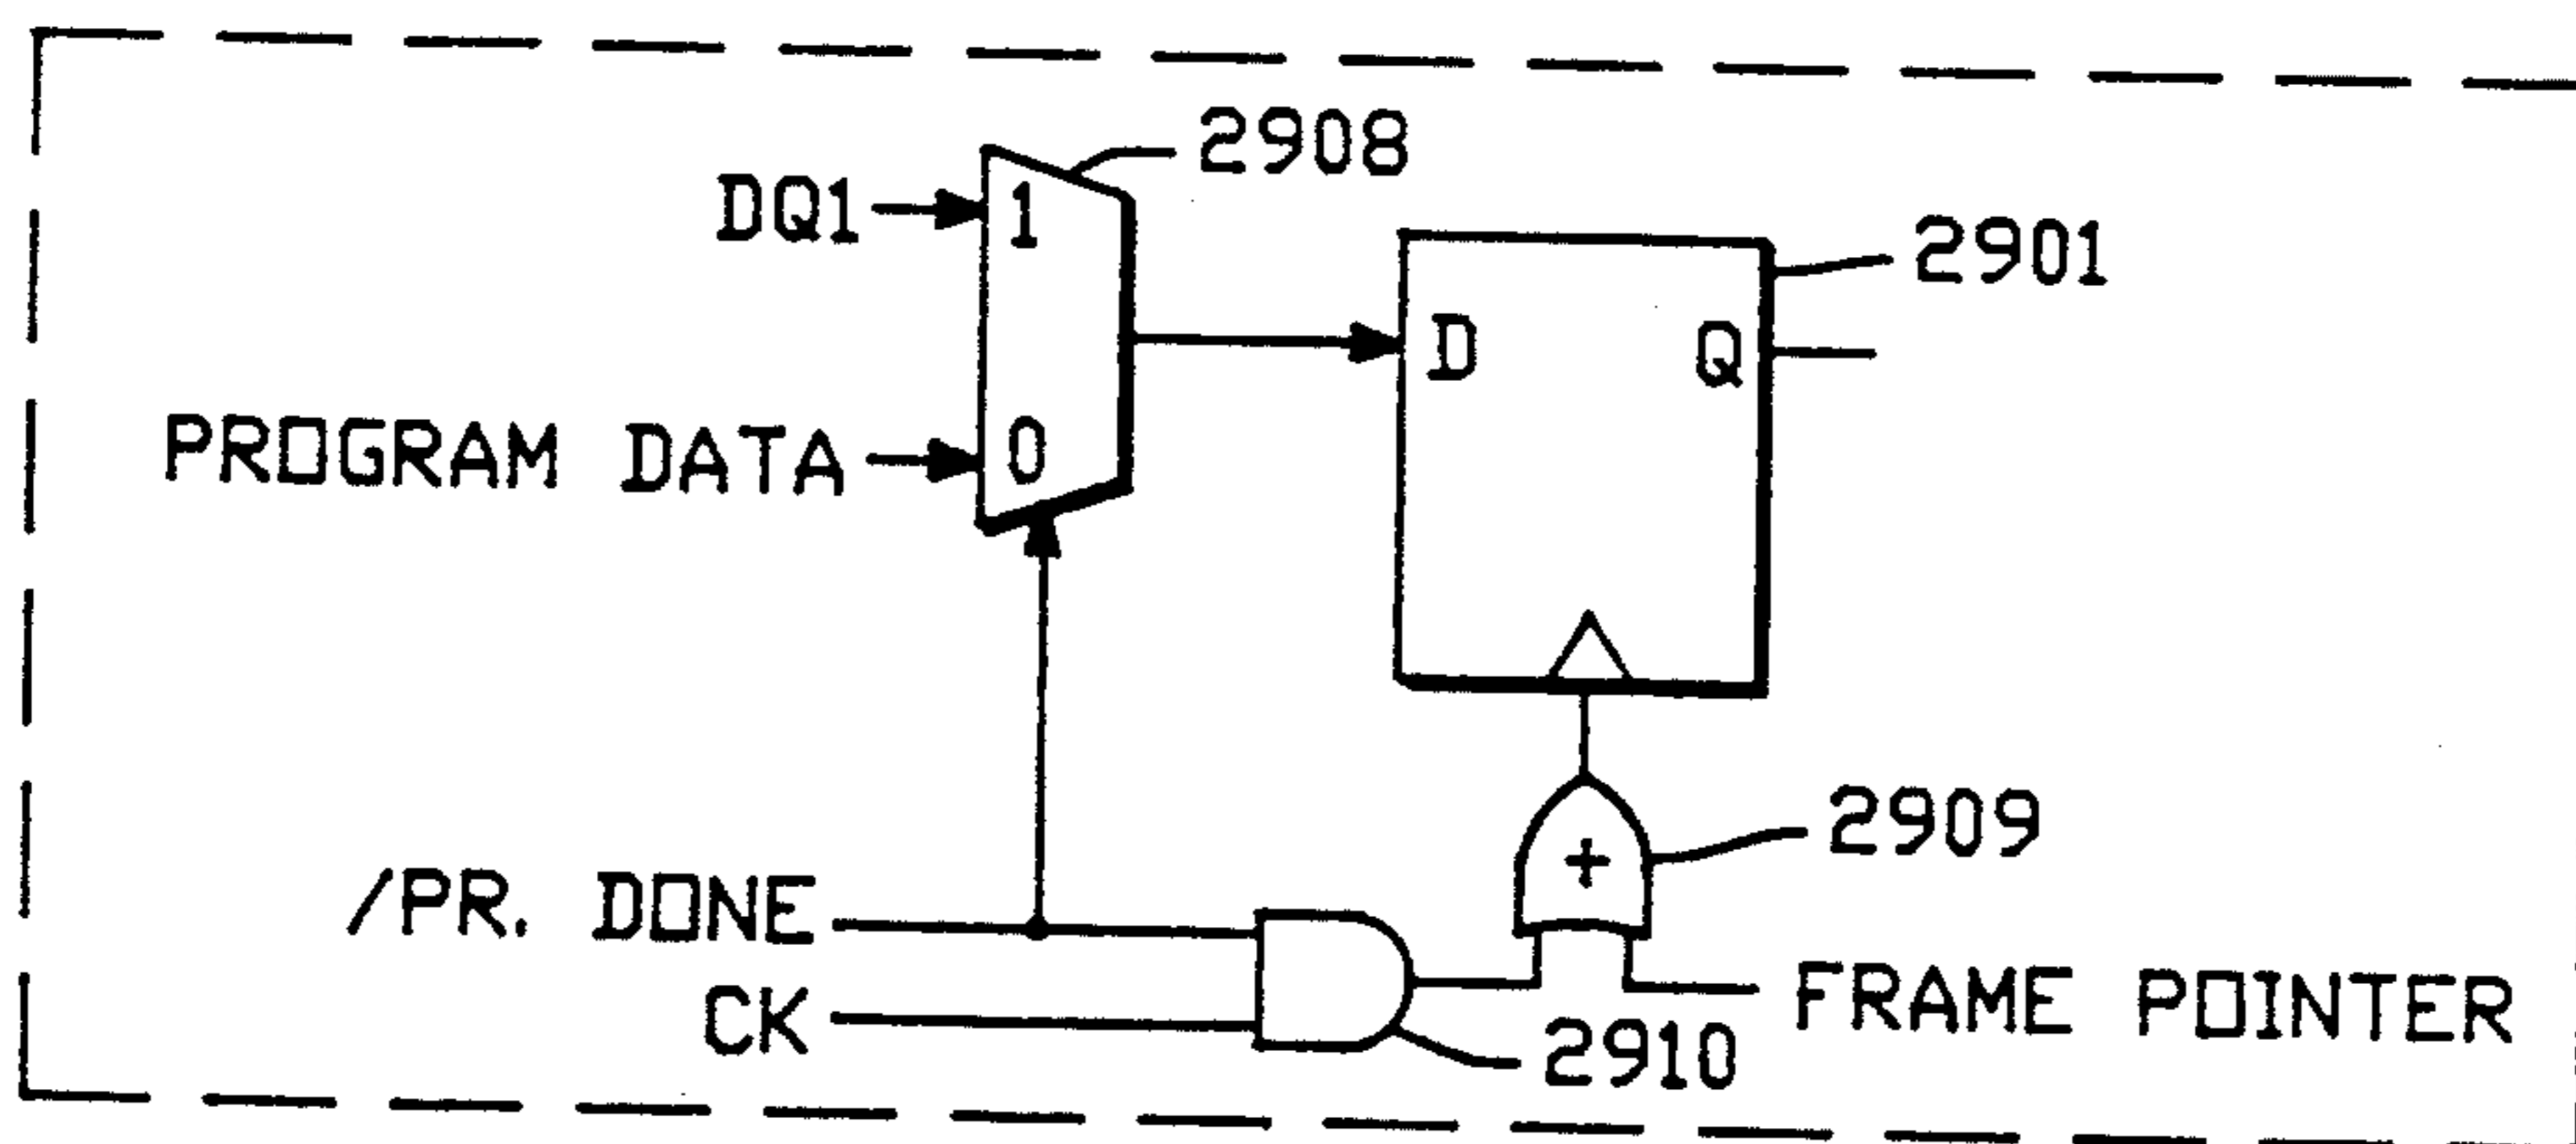 2908
DQ1
1
2901
D
Q
PROGRAM DATA
0
2909
+
/PR. DONE
FRAME POINTER
CK
2910